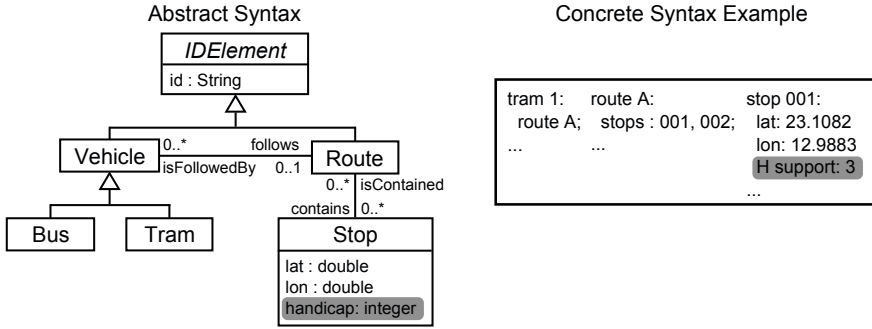 Abstract Syntax
IDElement
id : String
Vehicle
0..* follows
isFollowedBy 0..1
Route
0..* isContained
contains 0..*
Bus
Tram
Stop
lat : double
lon : double
handicap: integer
Concrete Syntax Example
tram 1:
route A;
...
route A:
stops : 001, 002;
...
stop 001:
lat: 23.1082
lon: 12.9883
H support: 3
...